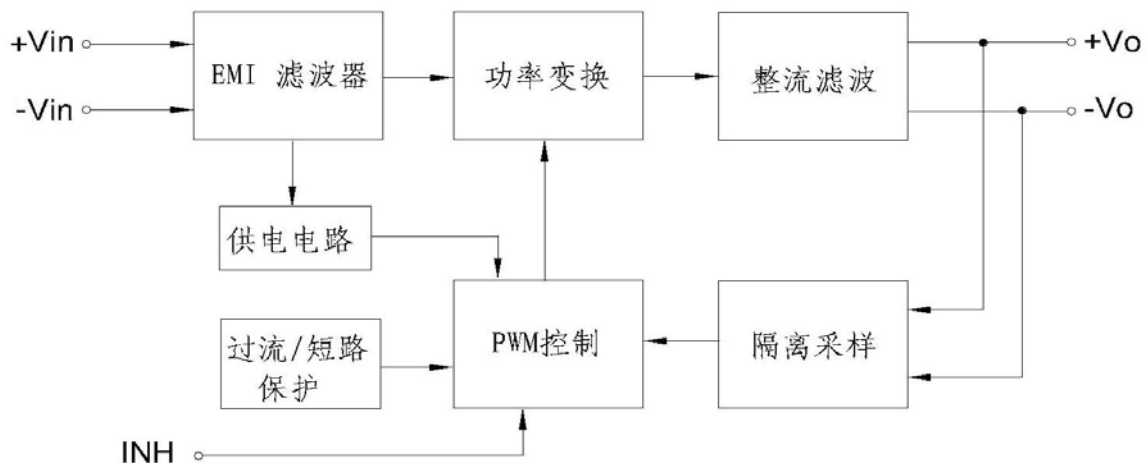 +Vin
-Vin
EMI 滤波器
功率变换
整流滤波
+Vo
-Vo
供电电路
过流/短路
保护
PWM控制
隔离采样
INH